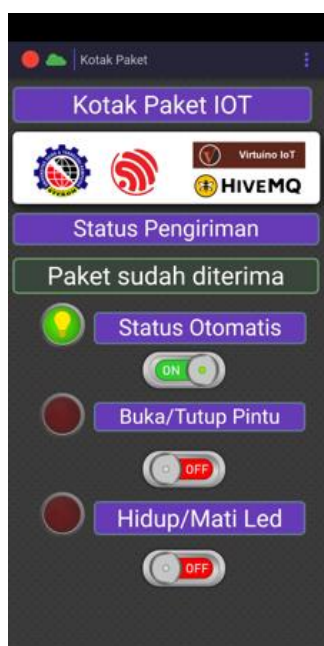 Kotak Paket
Kotak Paket IOT
Virtuino IoT
HIVEMQ
Status Pengiriman
Paket sudah diterima
Status Otomatis
ON
Buka/Tutup Pintu
OFF
Hidup/Mati Led
OFF